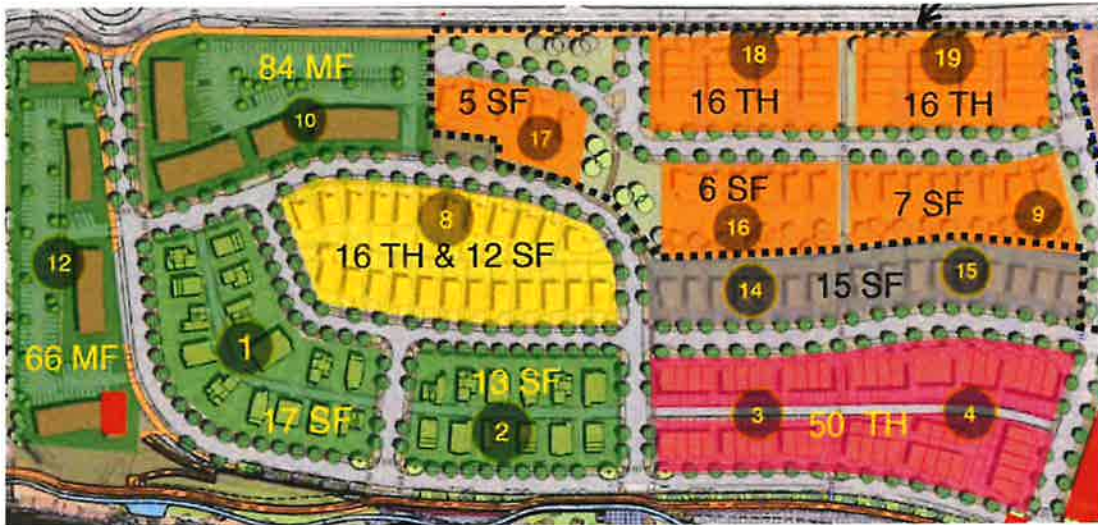 84 MF
10
5 SF
17
18
16 TH
19
16 TH
6 SF
16
7 SF
9
8
16 TH & 12 SF
12
66 MF
1
17 SF
13 SF
2
14
15 SF
15
3
50 TH
4